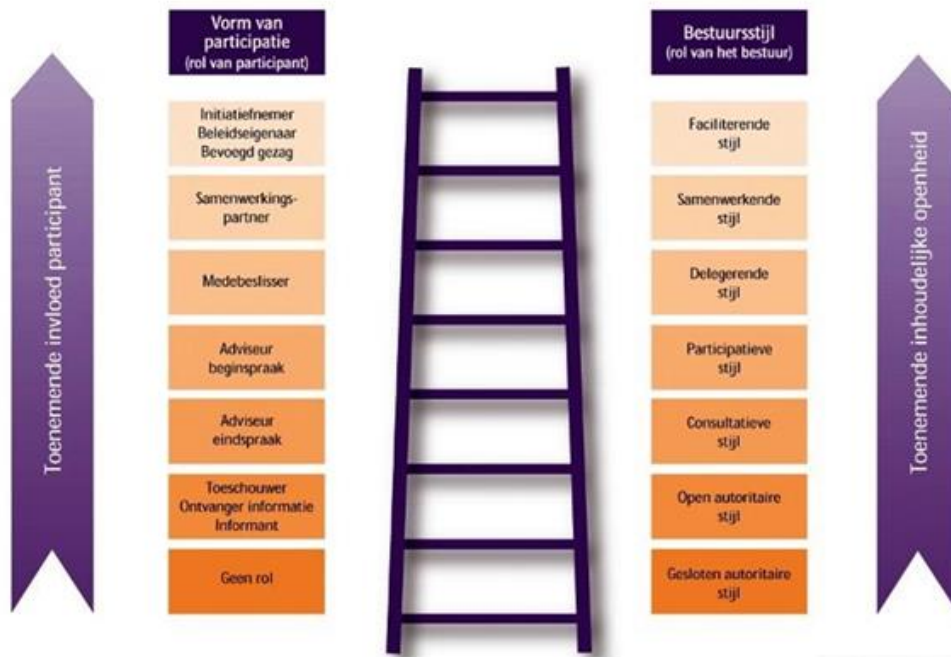 Vorm van
participatie
(rol van participant)
Bestuursstijl
(rol van het bestuur)
Toenemende invloed participant
Initiatiefnemer
Beleidseigenaar
Bevoegd gezag
Faciliterende
stijl
Samenwerkings-
partner
Samenwerkende
stijl
Medebeslisser
Delegerende
stijl
Adviseur
beginspraak
Participatieve
stijl
Adviseur
eindspraak
Consultatieve
stijl
Toeschouwer
Ontvanger informatie
Informant
Open autoritaire
stijl
Geen rol
Gesloten autoritaire
stijl
Toenemende inhoudelijke openheid